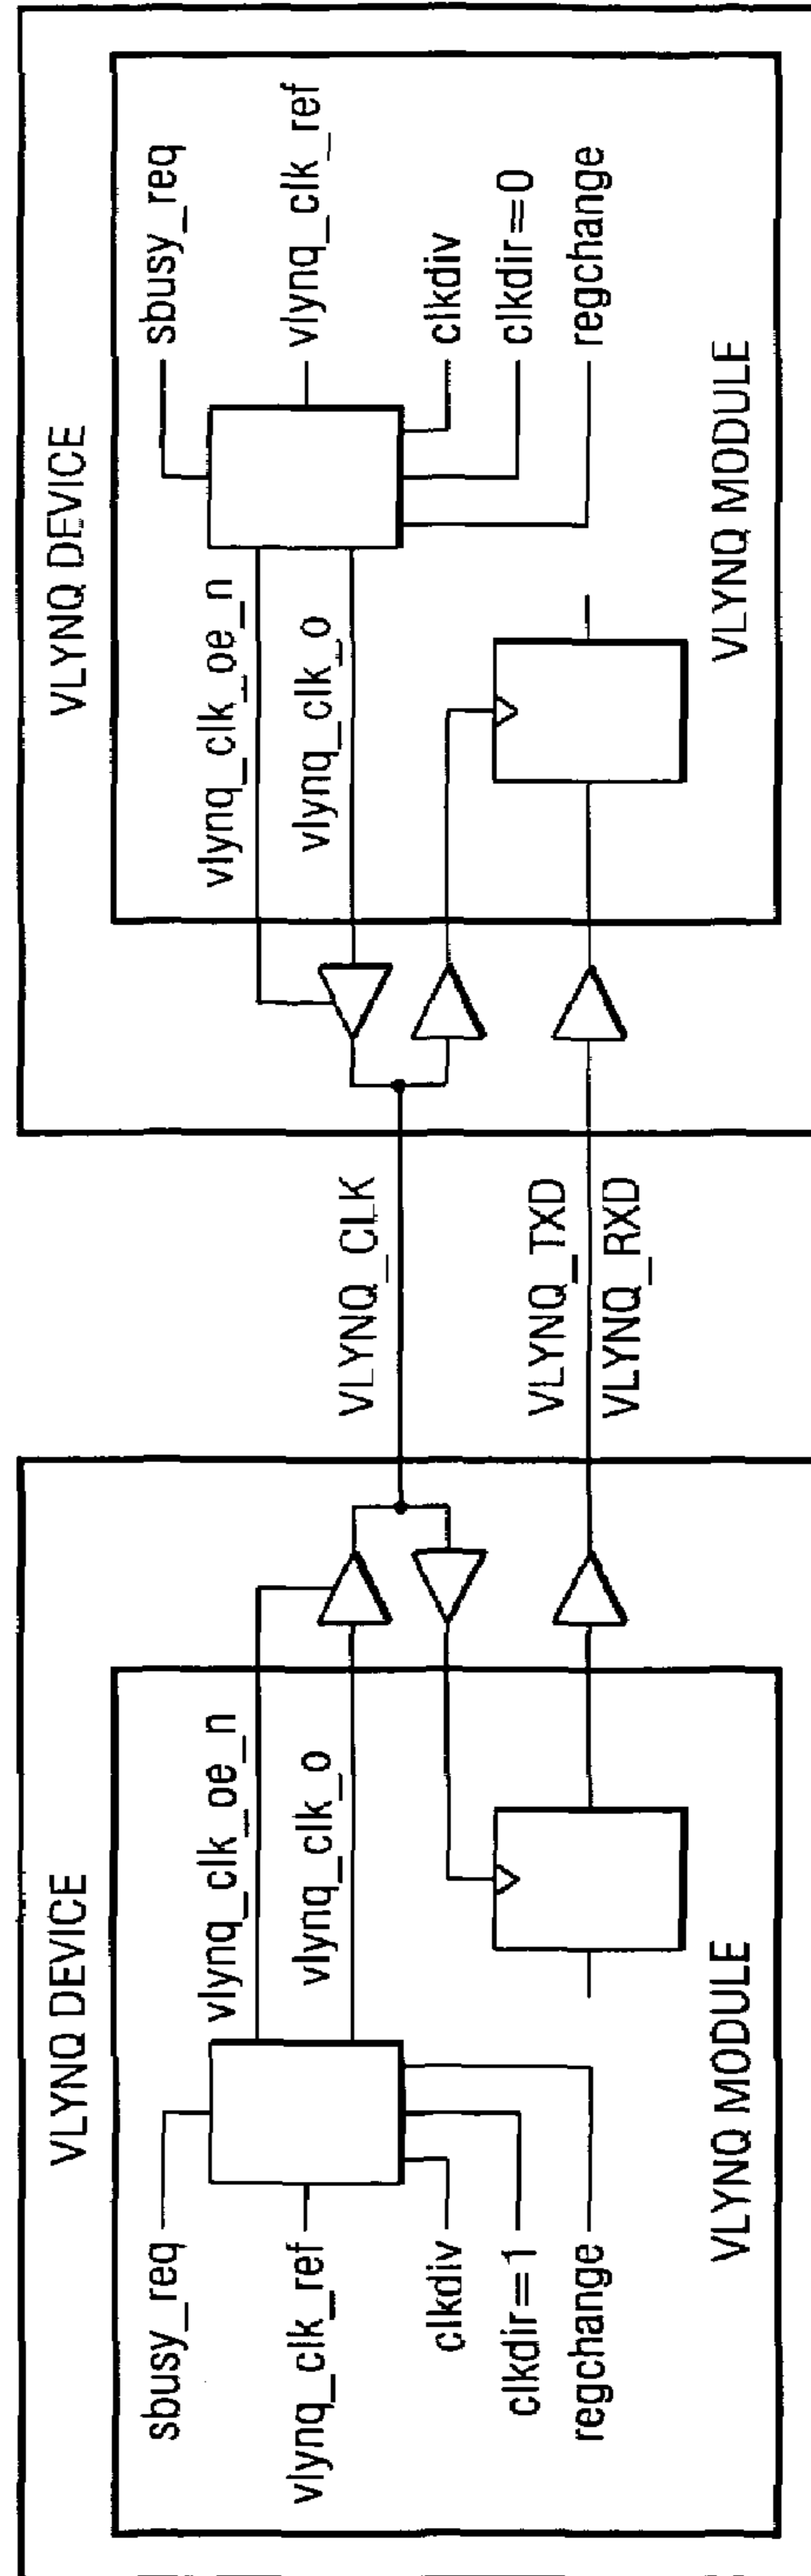 VLYNQ DEVICE
sbusy_req
vlynq_clk_ref
clkdiv
clkdir=1
regchange
vlynq_clk_oe_n
vlynq_clk_o
VLYNQ MODULE
VLYNQ_CLK
VLYNQ_TXD
VLYNQ_RXD
VLYNQ DEVICE
vlynq_clk_oe_n
vlynq_clk_o
sbusy_req
vlynq_clk_ref
clkdiv
clkdir=0
regchange
VLYNQ MODULE